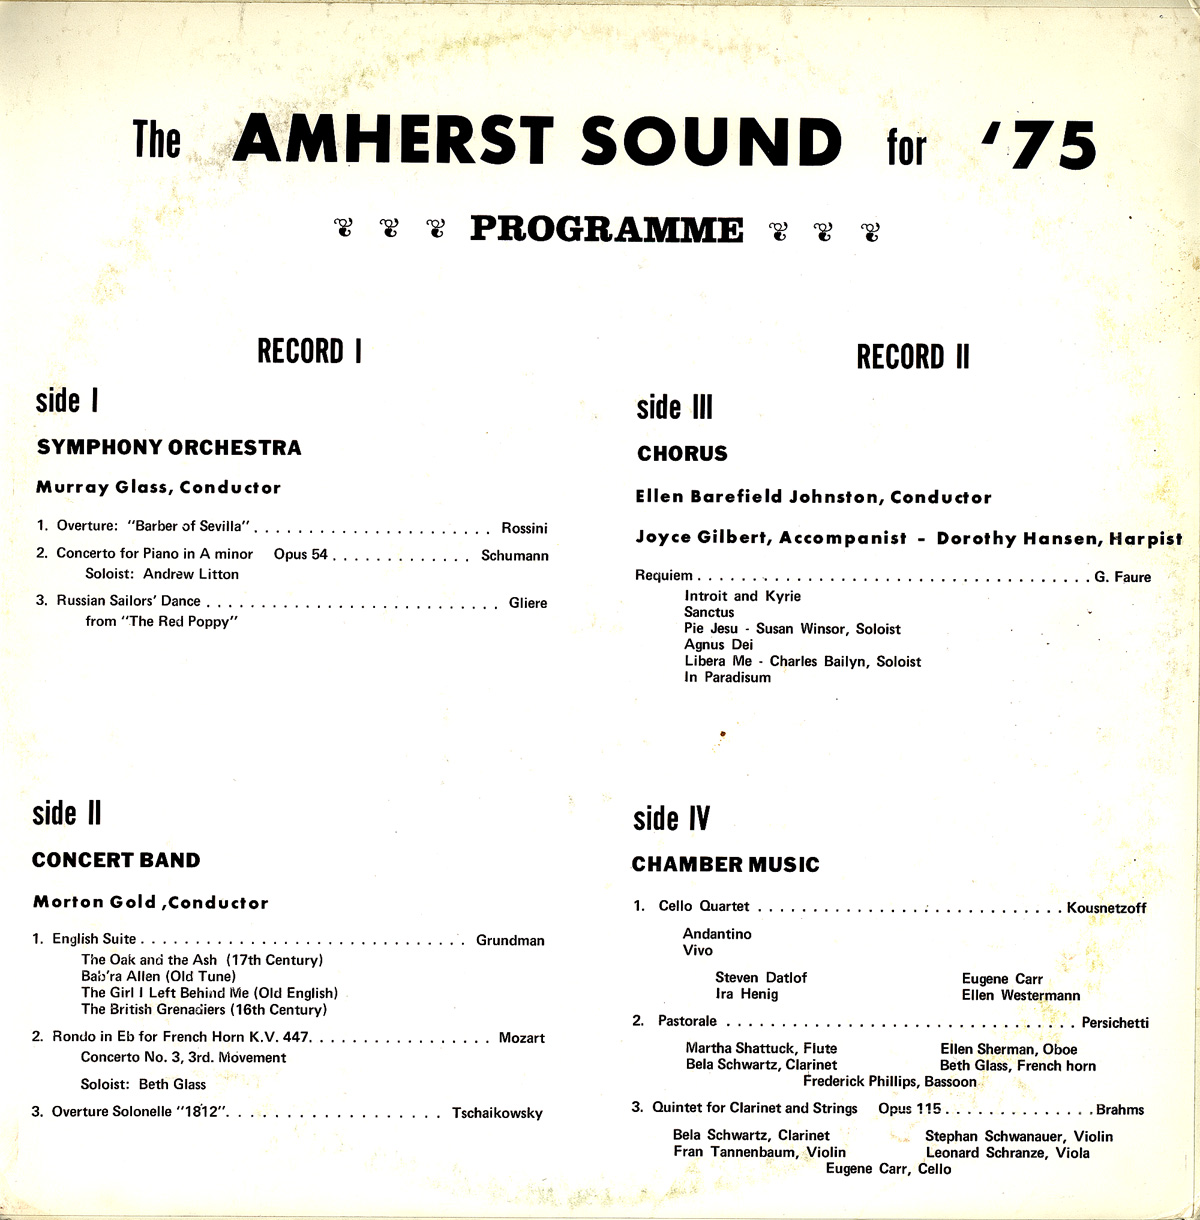 The AMHERST SOUND for '75
PROGRAMME
RECORD I
side I
SYMPHONY ORCHESTRA
Murray Glass, Conductor
1. Overture: "Barber of Sevilla" . . . . . . . . . . . . . . . . . . . . . Rossini
2. Concerto for Piano in A minor Opus 54 . . . . . . . . . . . . Schumann
Soloist: Andrew Litton
3. Russian Sailors' Dance . . . . . . . . . . . . . . . . . . . . . . . . . . Gliere
from "The Red Poppy"
side II
CONCERT BAND
Morton Gold ,Conductor
1. English Suite . . . . . . . . . . . . . . . . . . . . . . . . . . . . . Grundman
The Oak and the Ash (17th Century)
Bab'ra Allen (Old Tune)
The Girl I Left Behind Me (Old English)
The British Grenadiers (16th Century)
2. Rondo in Eb for French Horn K.V. 447. . . . . . . . . . . . . . . . . Mozart
Concerto No. 3, 3rd. Movement
Soloist: Beth Glass
3. Overture Solonelle "1812". . . . . . . . . . . . . . . . . . . . Tschaikowsky
RECORD II
side III
CHORUS
Ellen Barefield Johnston, Conductor
Joyce Gilbert, Accompanist - Dorothy Hansen, Harpist
Requiem . . . . . . . . . . . . . . . . . . . . . . . . . . . . . . . . . . . G. Faure
Introit and Kyrie
Sanctus
Pie Jesu - Susan Winsor, Soloist
Agnus Dei
Libera Me - Charles Bailyn, Soloist
In Paradisum
side IV
CHAMBER MUSIC
1. Cello Quartet . . . . . . . . . . . . . . . . . . . . . . . . . . . Kousnetzoff
Andantino
Vivo
Steven Datlof Eugene Carr
Ira Henig Ellen Westermann
2. Pastorale . . . . . . . . . . . . . . . . . . . . . . . . . . . . . . . Persichetti
Martha Shattuck, Flute Ellen Sherman, Oboe
Bela Schwartz, Clarinet Beth Glass, French horn
Frederick Phillips, Bassoon
3. Quintet for Clarinet and Strings Opus 115 . . . . . . . . . . . . . . Brahms
Bela Schwartz, Clarinet Stephan Schwanauer, Violin
Fran Tannenbaum, Violin Leonard Schranze, Viola
Eugene Carr, Cello